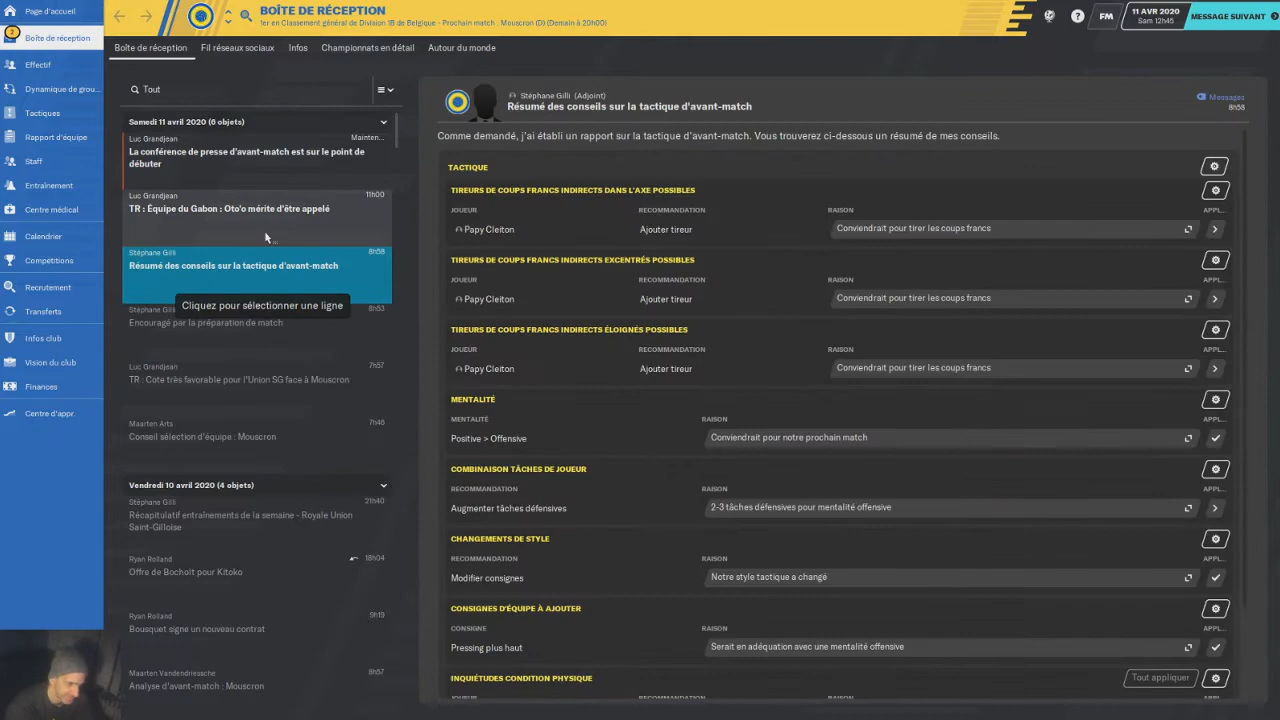 Page d'accueil
2
Boîte de réception
Effectif
Dynamique de grou...
Tactiques
Rapport d'équipe
Staff
Entraînement
Centre médical
Calendrier
Compétitions
Recrutement
Transferts
Infos club
Vision du club
Finances
Centre d'appr.
BOÎTE DE RÉCEPTION
1er en Classement général de Division 1B de Belgique - Prochain match : Mouscron (D) (Demain à 20h00)
FM
11 AVR 2020
Sam 12h45
MESSAGE SUIVANT
Boîte de réception
Fil réseaux sociaux
Infos
Championnats en détail
Autour du monde
Tout
Samedi 11 avril 2020 (6 objets)
Luc Grandjean Mainten...
La conférence de presse d'avant-match est sur le point de
débuter
Luc Grandjean 11h00
TR : Équipe du Gabon : Oto'o mérite d'être appelé
Stéphane Gilli 8h58
Résumé des conseils sur la tactique d'avant-match
Cliquez pour sélectionner une ligne
Stéphane Gilli 8h53
Encouragé par la préparation de match
Luc Grandjean 7h57
TR : Cote très favorable pour l'Union SG face à Mouscron
Maarten Arts 7h46
Conseil sélection d'équipe : Mouscron
Vendredi 10 avril 2020 (4 objets)
Stéphane Gilli 21h40
Récapitulatif entraînements de la semaine - Royale Union
Saint-Gilloise
Ryan Rolland 18h04
Offre de Bocholt pour Kitoko
Ryan Rolland 9h19
Bousquet signe un nouveau contrat
Maarten Vandendriessche 8h57
Analyse d'avant-match : Mouscron
Stéphane Gilli (Adjoint)
Résumé des conseils sur la tactique d'avant-match
Messages
8h58
Comme demandé, j'ai établi un rapport sur la tactique d'avant-match. Vous trouverez ci-dessous un résumé de mes conseils.
TACTIQUE
TIREURS DE COUPS FRANCS INDIRECTS DANS L'AXE POSSIBLES
JOUEUR RECOMMANDATION RAISON APPL...
Papy Cleiton Ajouter tireur Conviendrait pour tirer les coups francs
TIREURS DE COUPS FRANCS INDIRECTS EXCENTRÉS POSSIBLES
JOUEUR RECOMMANDATION RAISON APPL...
Papy Cleiton Ajouter tireur Conviendrait pour tirer les coups francs
TIREURS DE COUPS FRANCS INDIRECTS ÉLOIGNÉS POSSIBLES
JOUEUR RECOMMANDATION RAISON APPL...
Papy Cleiton Ajouter tireur Conviendrait pour tirer les coups francs
MENTALITÉ
MENTALITÉ RAISON APPL...
Positive > Offensive Conviendrait pour notre prochain match
COMBINAISON TÂCHES DE JOUEUR
RECOMMANDATION RAISON APPL...
Augmenter tâches défensives 2-3 tâches défensives pour mentalité offensive
CHANGEMENTS DE STYLE
RECOMMANDATION RAISON APPL...
Modifier consignes Notre style tactique a changé
CONSIGNES D'ÉQUIPE À AJOUTER
CONSIGNE RAISON APPL...
Pressing plus haut Serait en adéquation avec une mentalité offensive
INQUIÉTUDES CONDITION PHYSIQUE
Tout appliquer
JOUEUR RECOMMANDATION RAISON APPL...